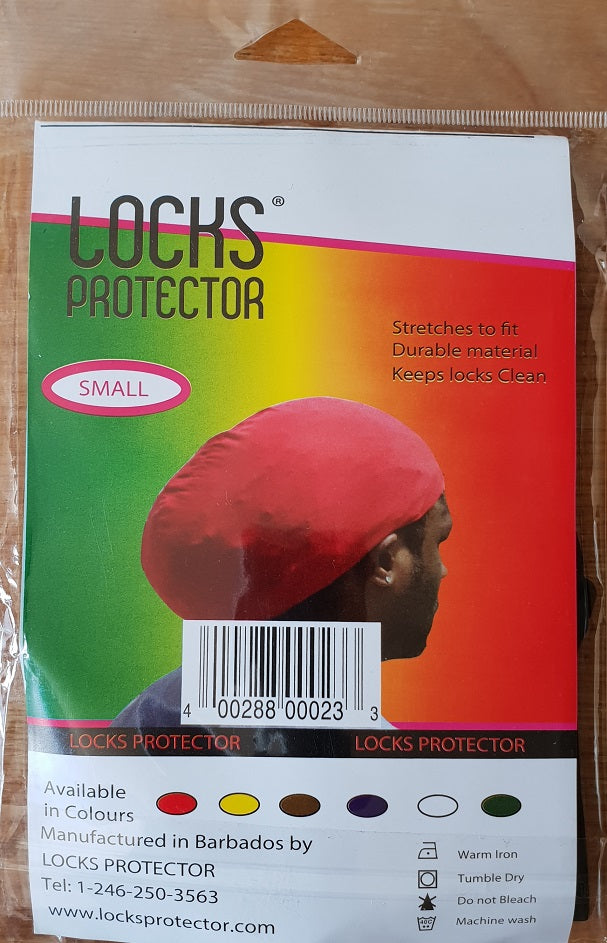 LOCKS®
PROTECTOR
Stretches to fit
Durable material
Keeps locks Clean
SMALL
4 00288 00023 3
LOCKS PROTECTOR LOCKS PROTECTOR
Available
in Colours
Manufactured in Barbados by
LOCKS PROTECTOR
Tel: 1-246-250-3563
www.locksprotector.com
Warm Iron
Tumble Dry
Do not Bleach
40C Machine wash